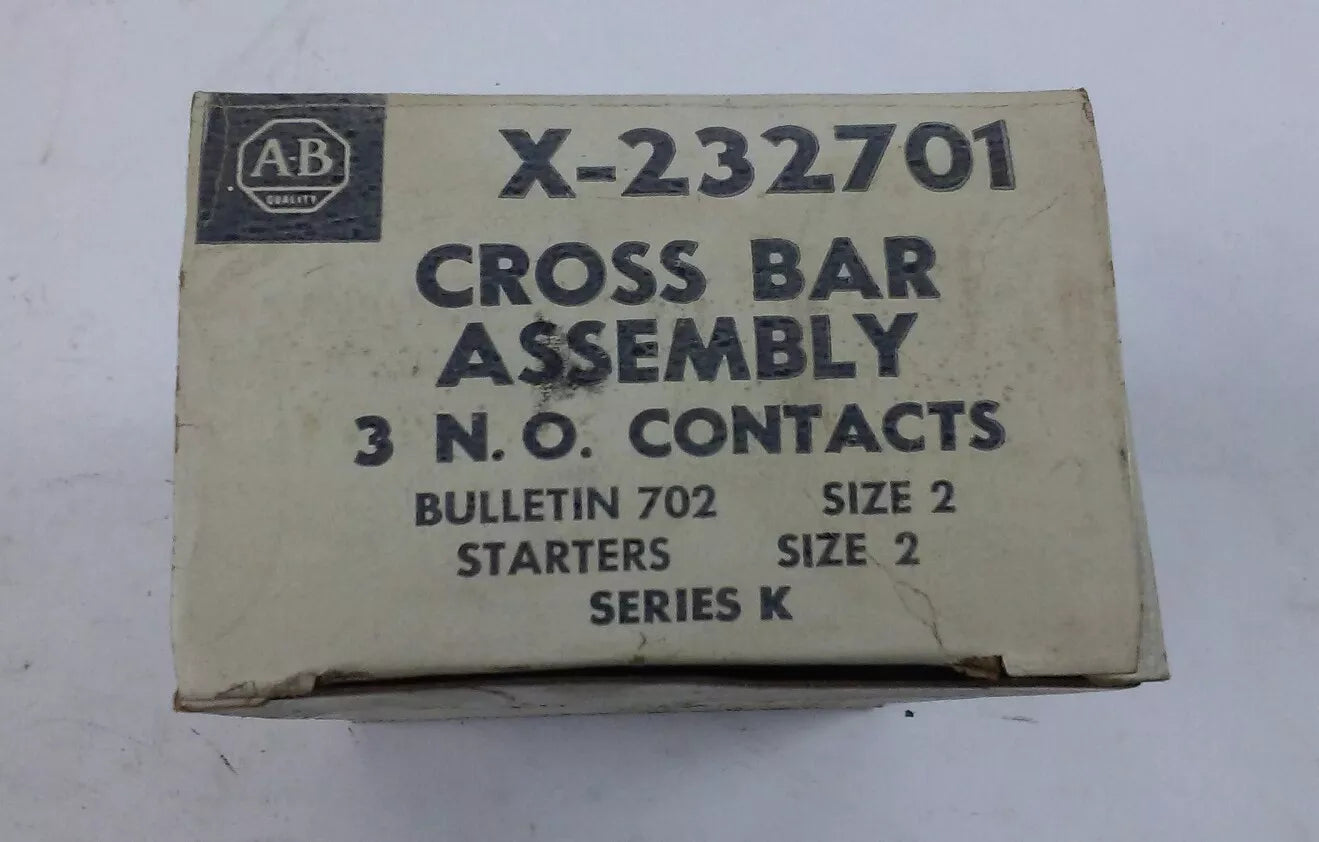 A-B
QUALITY
X-232701
CROSS BAR
ASSEMBLY
3 N.O. CONTACTS
BULLETIN 702 SIZE 2
STARTERS SIZE 2
SERIES K